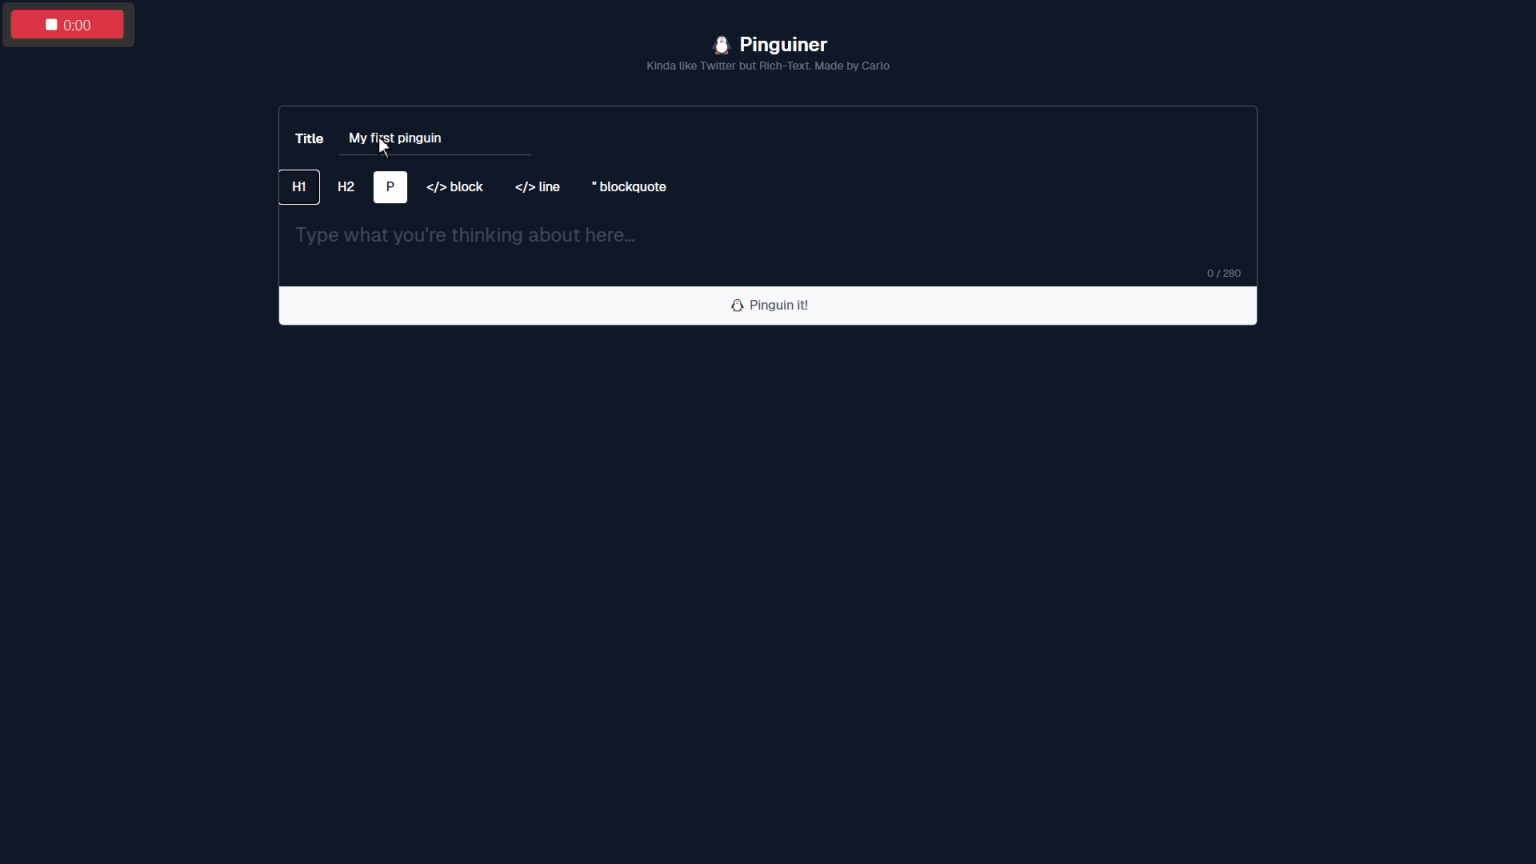 0:00
Pinguiner
Kinda like Twitter but Rich-Text. Made by Carlo
Title My first pinguin
H1 H2 P </> block </> line " blockquote
Type what you're thinking about here...
0 / 280
Pinguin it!